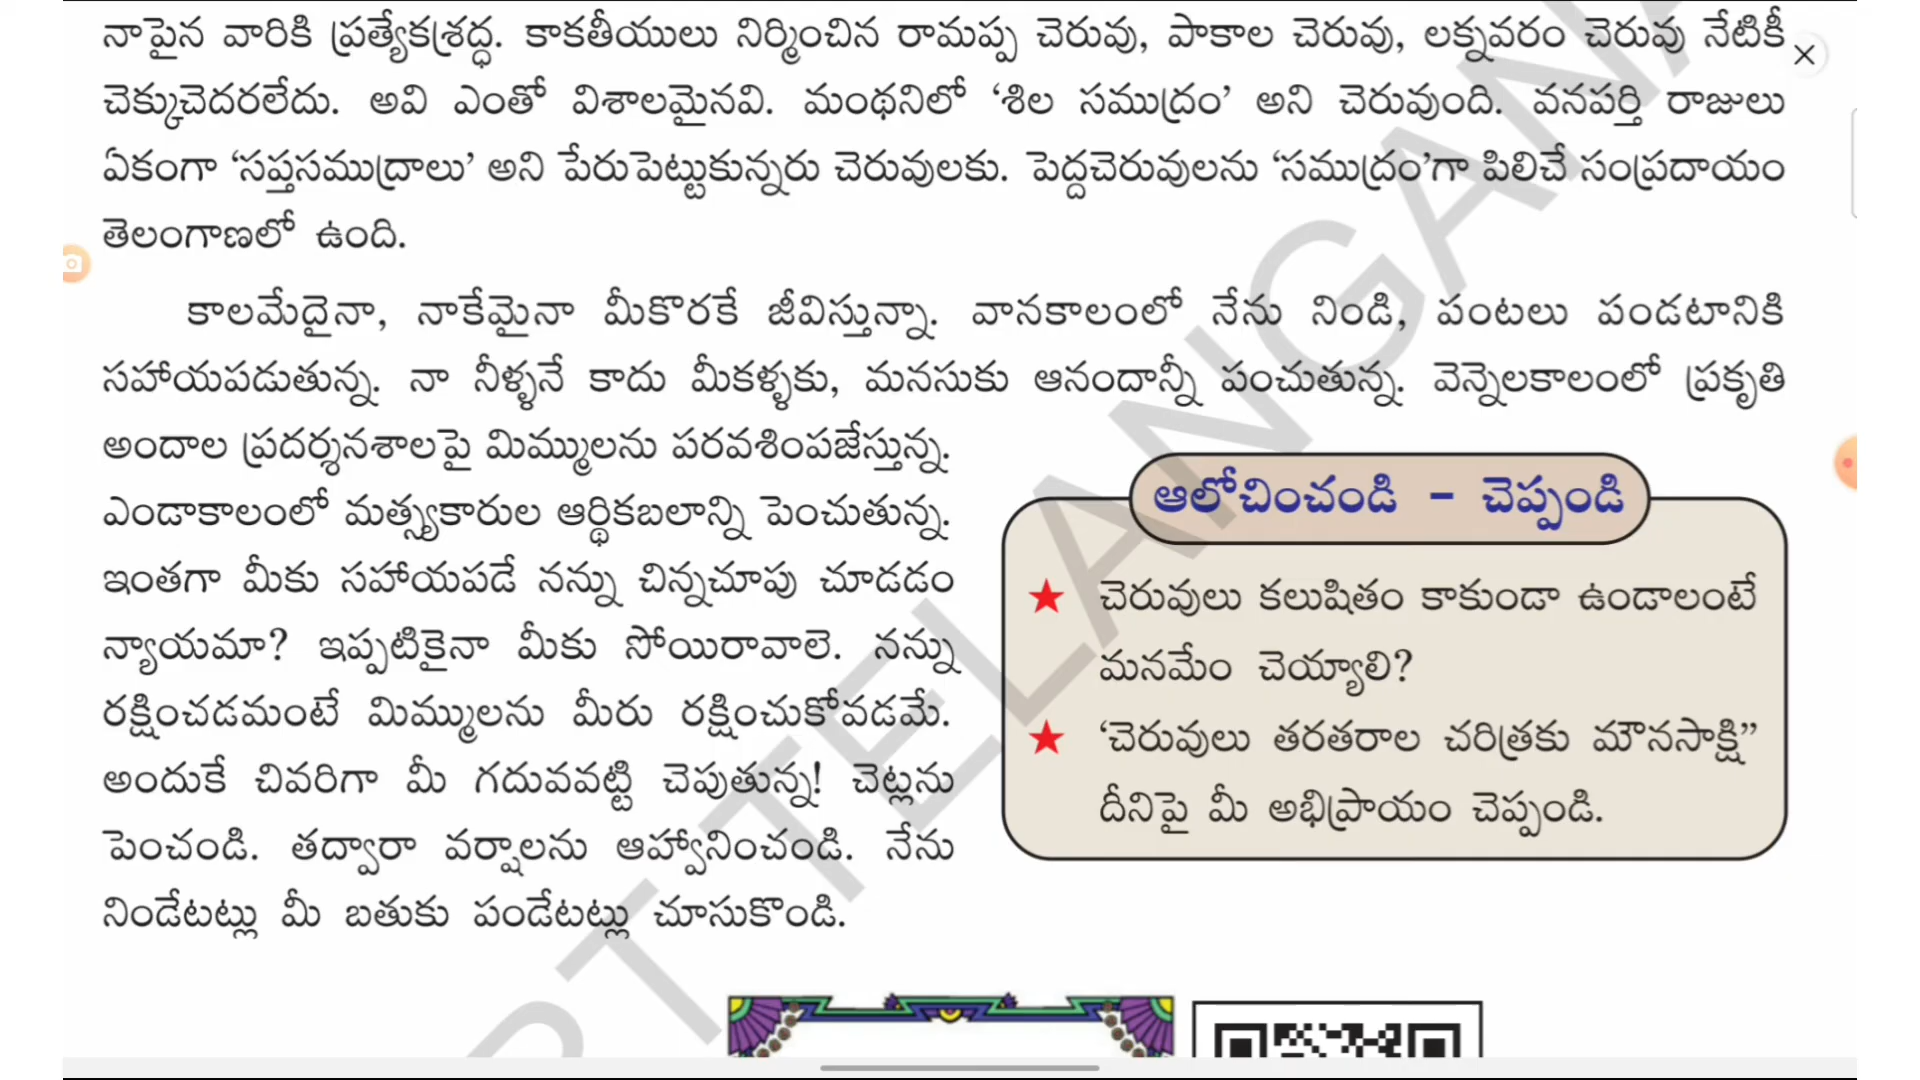 నాపైన వారికి ప్రత్యేకశ్రద్ధ. కాకతీయులు నిర్మించిన రామప్ప చెరువు, పాకాల చెరువు, లక్నవరం చెరువు నేటికీ
చెక్కుచెదరలేదు. అవి ఎంతో విశాలమైనవి. మంథనిలో ‘శిల సముద్రం’ అని చెరువుంది. వనపర్తి రాజులు
ఏకంగా ‘సప్తసముద్రాలు’ అని పేరుపెట్టుకున్నరు చెరువులకు. పెద్దచెరువులను ‘సముద్రం’గా పిలిచే సంప్రదాయం
తెలంగాణలో ఉంది.
కాలమేదైనా, నాకేమైనా మీకొరకే జీవిస్తున్నా. వానకాలంలో నేను నిండి, పంటలు పండటానికి
సహాయపడుతున్న. నా నీళ్ళనే కాదు మీకళ్ళకు, మనసుకు ఆనందాన్నీ పంచుతున్న. వెన్నెలకాలంలో ప్రకృతి
అందాల ప్రదర్శనశాలపై మిమ్ములను పరవశింపజేస్తున్న.
ఎండాకాలంలో మత్స్యకారుల ఆర్థికబలాన్ని పెంచుతున్న.
ఇంతగా మీకు సహాయపడే నన్ను చిన్నచూపు చూడడం
న్యాయమా? ఇప్పటికైనా మీకు సోయిరావాలె. నన్ను
రక్షించడమంటే మిమ్ములను మీరు రక్షించుకోవడమే.
అందుకే చివరిగా మీ గదువవట్టి చెపుతున్న! చెట్లను
పెంచండి. తద్వారా వర్షాలను ఆహ్వానించండి. నేను
నిండేటట్లు మీ బతుకు పండేటట్లు చూసుకొండి.
ఆలోచించండి - చెప్పండి
★ చెరువులు కలుషితం కాకుండా ఉండాలంటే
మనమేం చెయ్యాలి?
★ ‘చెరువులు తరతరాల చరిత్రకు మౌనసాక్షి”
దీనిపై మీ అభిప్రాయం చెప్పండి.
RT TELANGANA